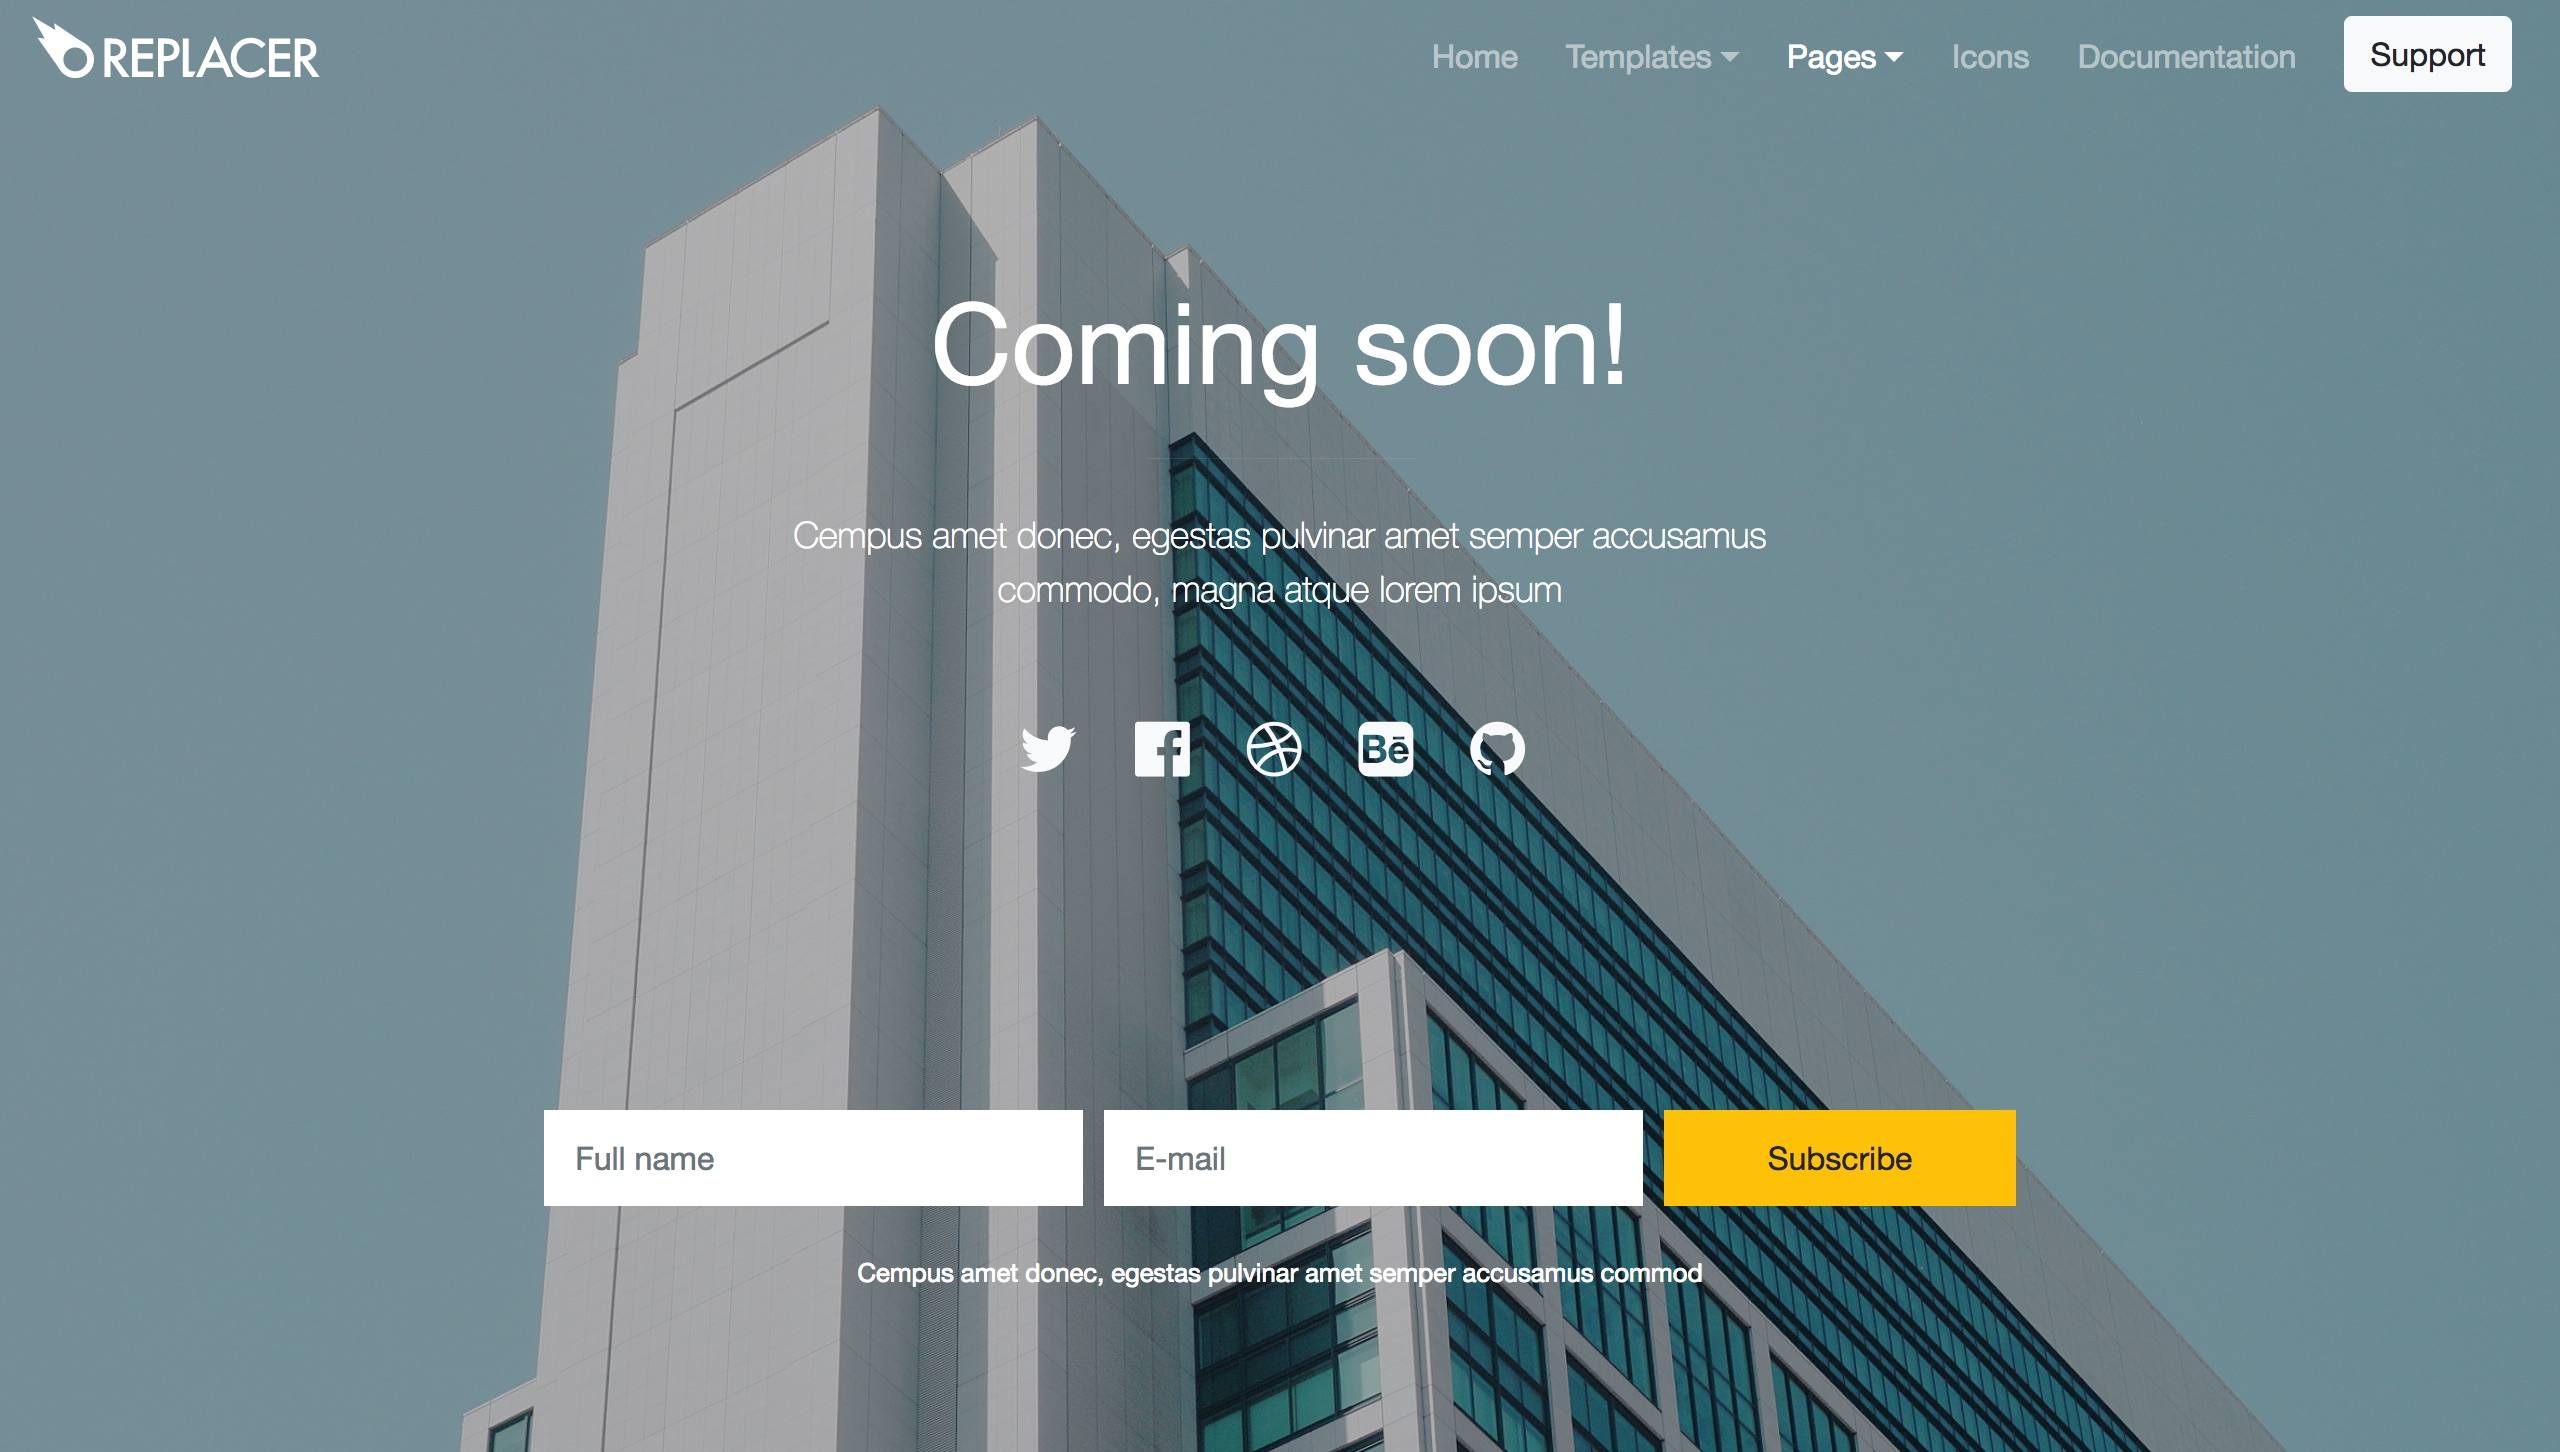 REPLACER
Home Templates Pages Icons Documentation Support
Coming soon!
Cempus amet donec, egestas pulvinar amet semper accusamus
commodo, magna atque lorem ipsum
Bē
Full name E-mail Subscribe
Cempus amet donec, egestas pulvinar amet semper accusamus commod